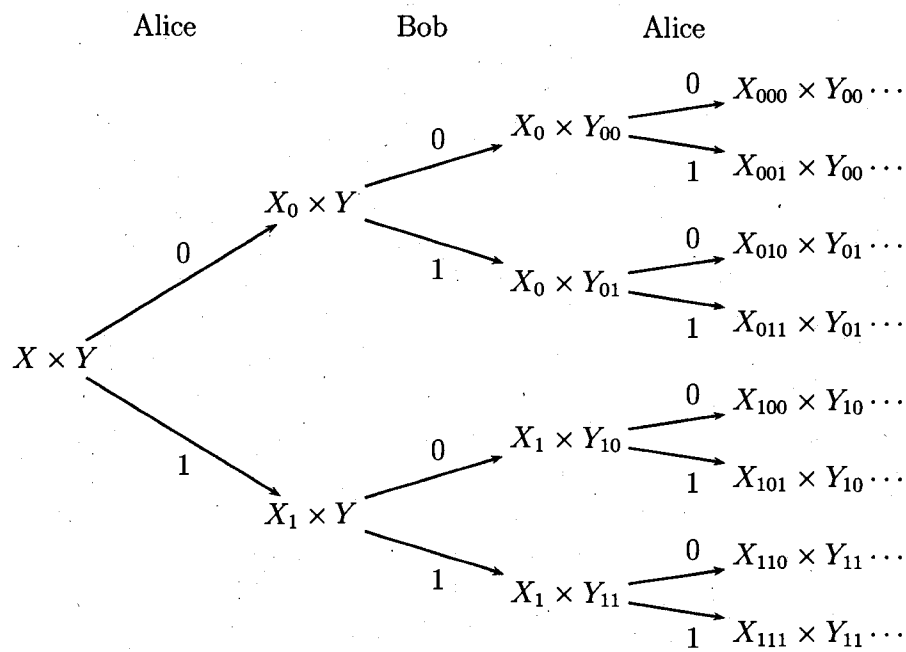 Alice Bob Alice
0 X₀₀₀ × Y₀₀ ⋯
0 X₀ × Y₀₀
1 X₀₀₁ × Y₀₀ ⋯
X₀ × Y
0 0 X₀₁₀ × Y₀₁ ⋯
1 X₀ × Y₀₁
1 X₀₁₁ × Y₀₁ ⋯
X × Y
0 X₁₀₀ × Y₁₀ ⋯
0 X₁ × Y₁₀
1 1 X₁₀₁ × Y₁₀ ⋯
X₁ × Y
0 X₁₁₀ × Y₁₁ ⋯
1 X₁ × Y₁₁
1 X₁₁₁ × Y₁₁ ⋯